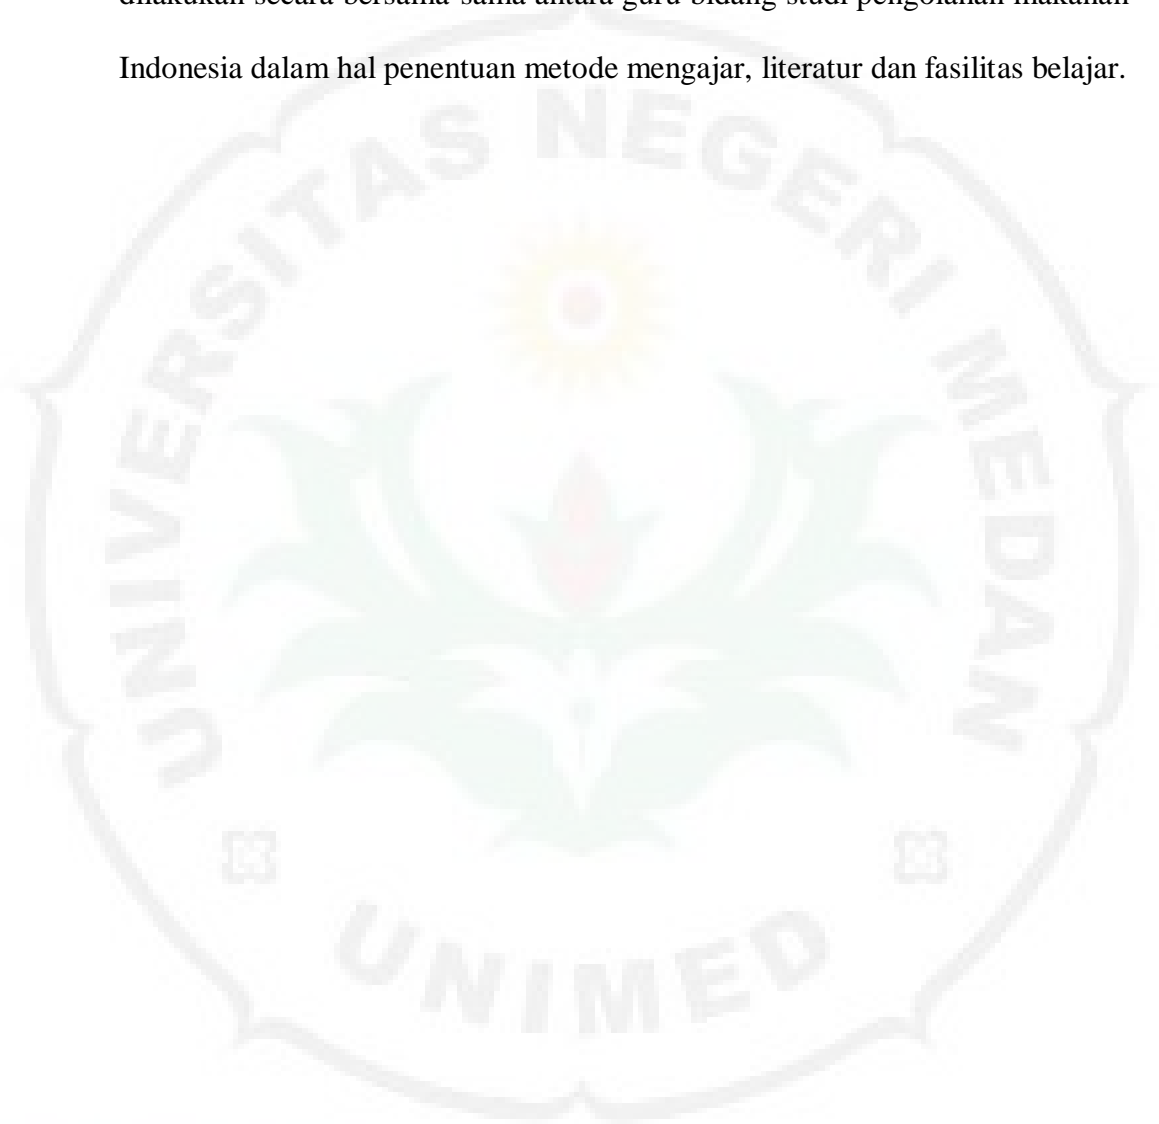 dilakukan secara bersama-sama antara guru bidang studi pengolahan makanan
Indonesia dalam hal penentuan metode mengajar, literatur dan fasilitas belajar.
UNIVERSITAS NEGERI MEDAN
UNIMED